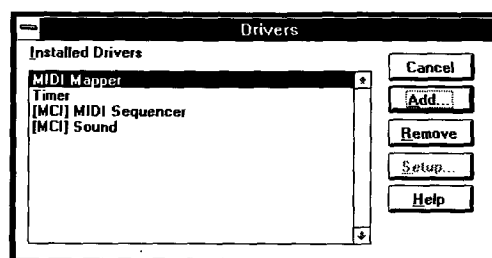 Drivers
Installed Drivers
MIDI Mapper
Timer
[MCI] MIDI Sequencer
[MCI] Sound
Cancel
Add...
Remove
Setup...
Help